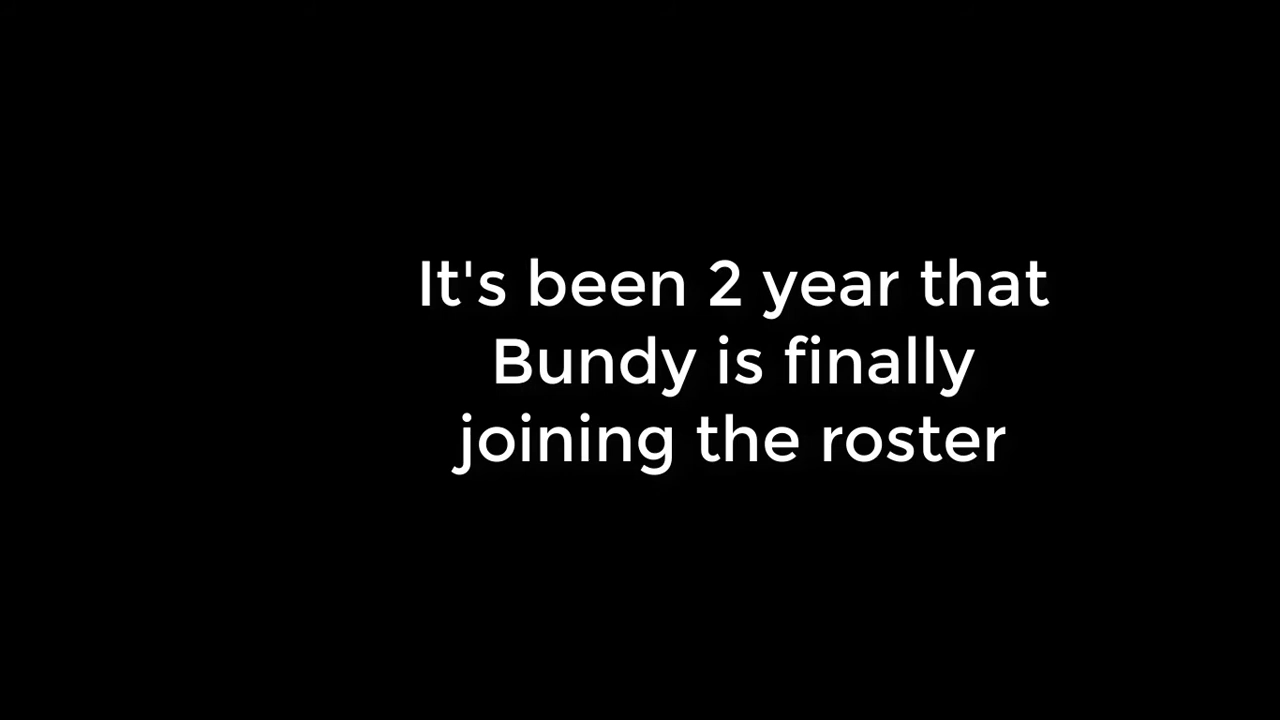 It's been 2 year that
Bundy is finally
joining the roster